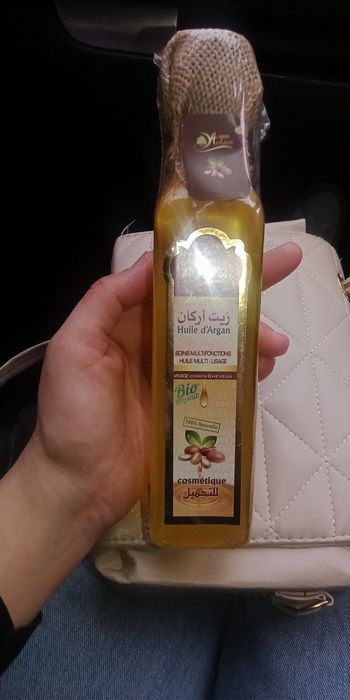 زيت أركان
Huile d'Argan
SOINS MULTIFONCTIONS
HUILE MULTI - USAGE
VISAGE CORPS CHEVEUX
Bio
100% Naturelle
cosmétique
للتجميل